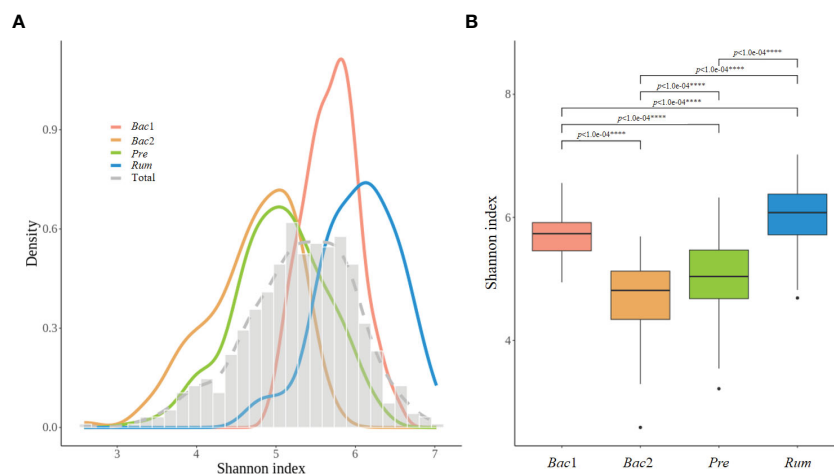 A
B
Bac1
Bac2
Pre
Rum
Total
Density
0.9
0.6
0.3
0.0
3
4
5
6
7
Shannon index
p<1.0e-04****
p<1.0e-04****
p<1.0e-04****
p<1.0e-04****
p<1.0e-04****
p<1.0e-04****
Shannon index
8
6
4
Bac1
Bac2
Pre
Rum